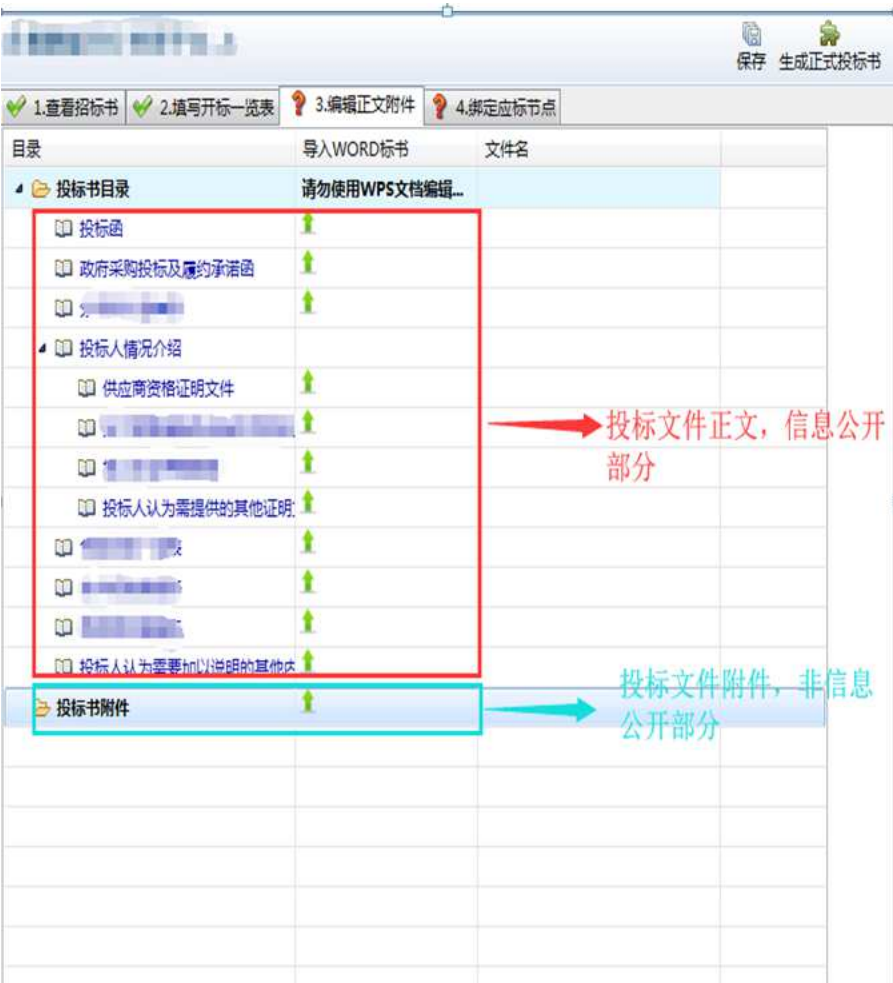 保存 生成正式投标书
1.查看招标书 2.填写开标一览表 3.编辑正文附件 4.绑定应标节点
目录 导入WORD标书 文件名
投标书目录 请勿使用WPS文档编辑...
投标函
政府采购投标及履约承诺函
投标人情况介绍
供应商资格证明文件
投标文件正文，信息公开
部分
投标人认为需提供的其他证明
投标人认为需要加以说明的其他内
投标文件附件，非信息
公开部分
投标书附件